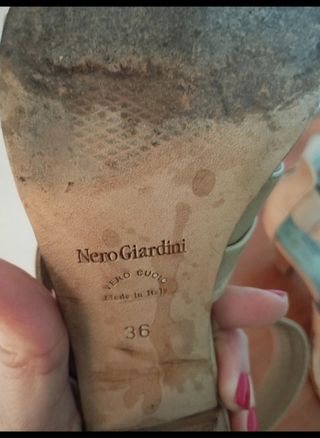 NeroGiardini
VERO CUOIO
Made in Italy
36